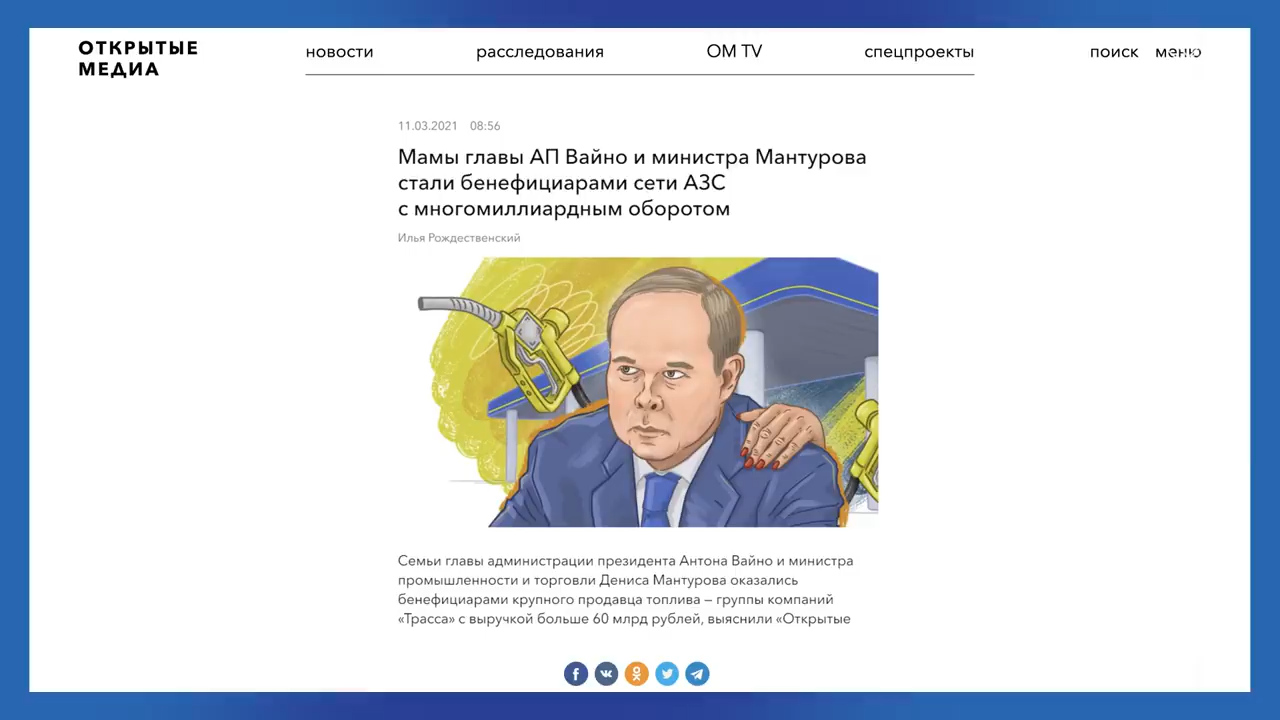 ОТКРЫТЫЕ
МЕДИА
новости расследования OM TV спецпроекты поиск меню
11.03.2021 08:56
Мамы главы АП Вайно и министра Мантурова
стали бенефициарами сети АЗС
с многомиллиардным оборотом
Илья Рождественский
Семьи главы администрации президента Антона Вайно и министра
промышленности и торговли Дениса Мантурова оказались
бенефициарами крупного продавца топлива — группы компаний
«Трасса» с выручкой больше 60 млрд рублей, выяснили «Открытые